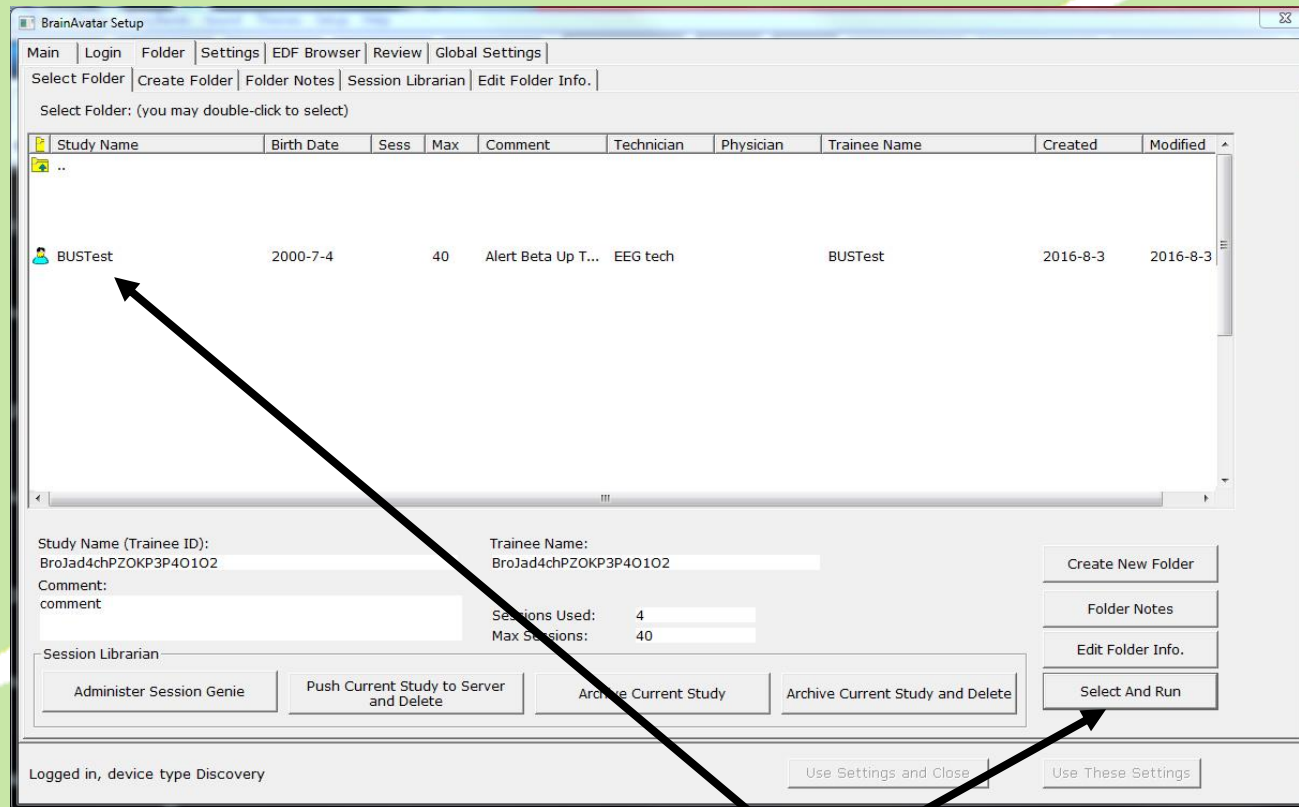 BrainAvatar Setup
Main Login Folder Settings EDF Browser Review Global Settings
Select Folder Create Folder Folder Notes Session Librarian Edit Folder Info.
Select Folder: (you may double-click to select)
Study Name Birth Date Sess Max Comment Technician Physician Trainee Name Created Modified
..
BUSTest 2000-7-4 40 Alert Beta Up T... EEG tech BUSTest 2016-8-3 2016-8-3
Study Name (Trainee ID): Trainee Name:
BroJad4chPZOKP3P4O1O2 BroJad4chPZOKP3P4O1O2
Create New Folder
Comment:
comment
Sessions Used: 4
Folder Notes
Max Sessions: 40
Edit Folder Info.
Session Librarian
Administer Session Genie
Push Current Study to Server
and Delete
Archive Current Study
Archive Current Study and Delete
Select And Run
Logged in, device type Discovery
Use Settings and Close
Use These Settings